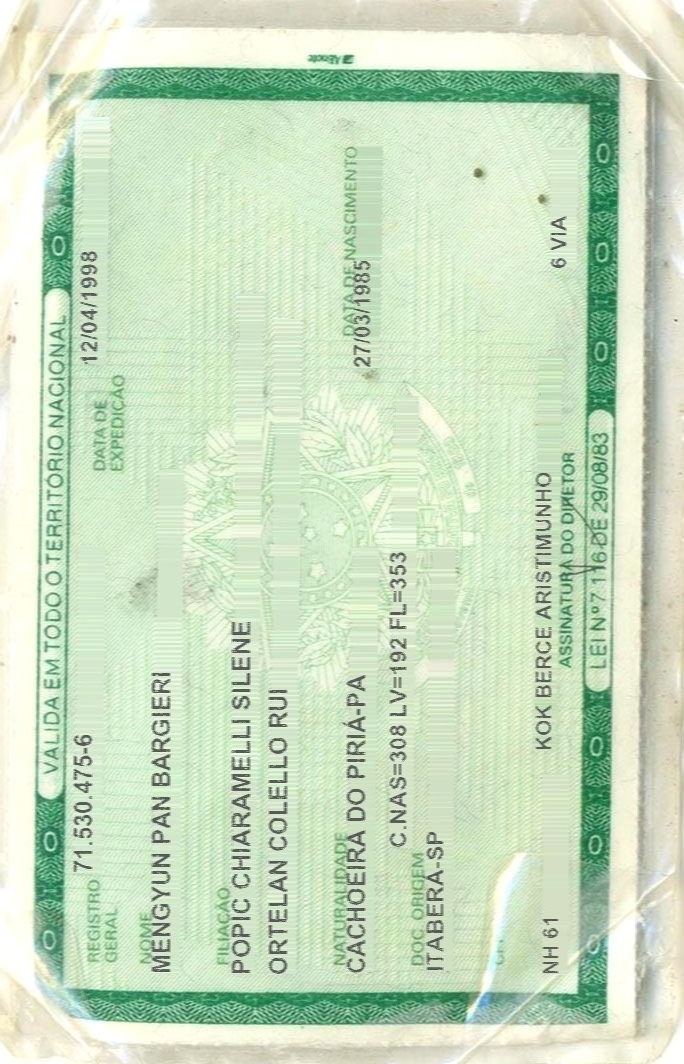 VALIDA EM TODO O TERRITÓRIO NACIONAL
REGISTRO GERAL 71.530.475-6 DATA DE EXPEDIÇÃO 12/04/1998
NOME
MENGYUN PAN BARGIERI
FILIAÇÃO
POPIC CHIARAMELLI SILENE
ORTELAN COLELLO RUI
NATURALIDADE DATA DE NASCIMENTO
CACHOEIRA DO PIRIÁ-PA 27/03/1985
DOC. ORIGEM C.NAS=308 LV=192 FL=353
ITABERÁ-SP
NH 61 KOK BERCE ARISTIMUNHO 6 VIA
ASSINATURA DO DIRETOR
LEI Nº 7.116 DE 29/08/83